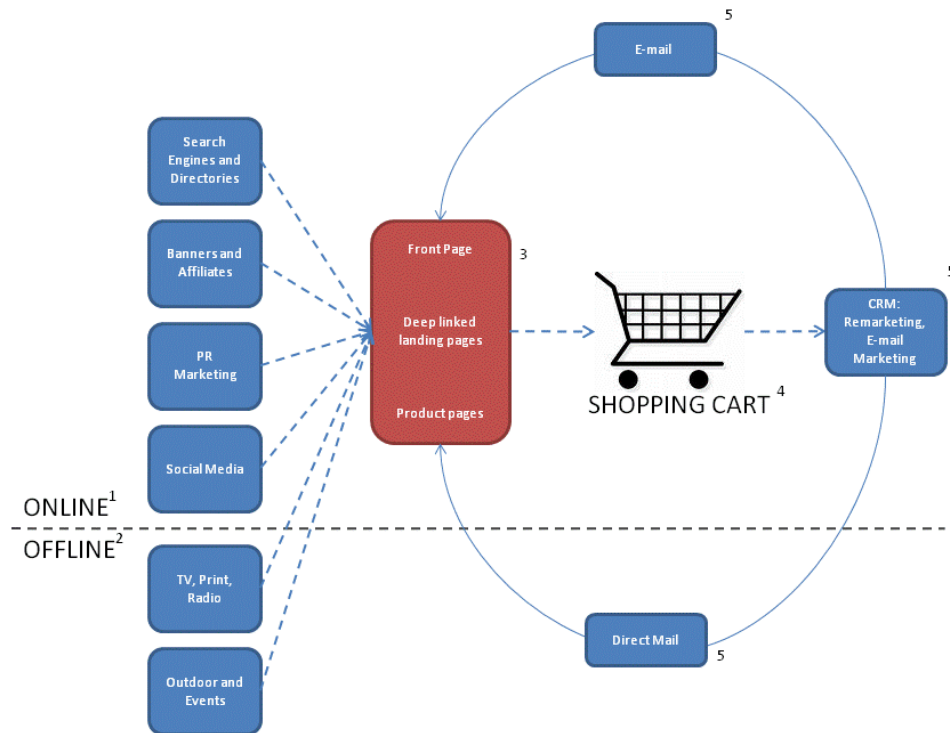 5
E-mail
Search
Engines and
Directories
Banners and
Affiliates
PR
Marketing
Social Media
ONLINE1
OFFLINE2
TV, Print,
Radio
Outdoor and
Events
Front Page
3
Deep linked
landing pages
Product pages
SHOPPING CART 4
5
CRM:
Remarketing,
E-mail
Marketing
Direct Mail
5